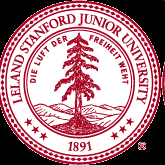 LELAND STANFORD JUNIOR UNIVERSITY
DIE LUFT DER FREIHEIT WEHT
1891
®